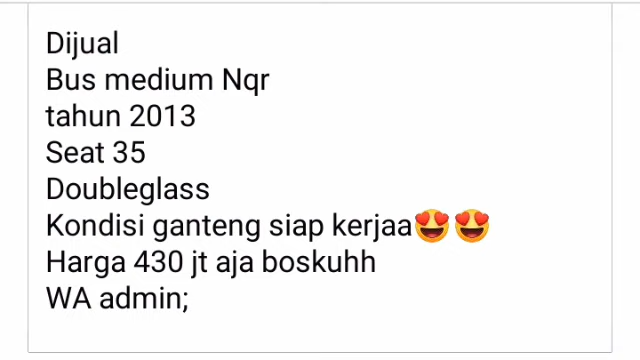 Dijual
Bus medium Nqr
tahun 2013
Seat 35
Doubleglass
Kondisi ganteng siap kerjaa😍😍
Harga 430 jt aja boskuhh
WA admin;